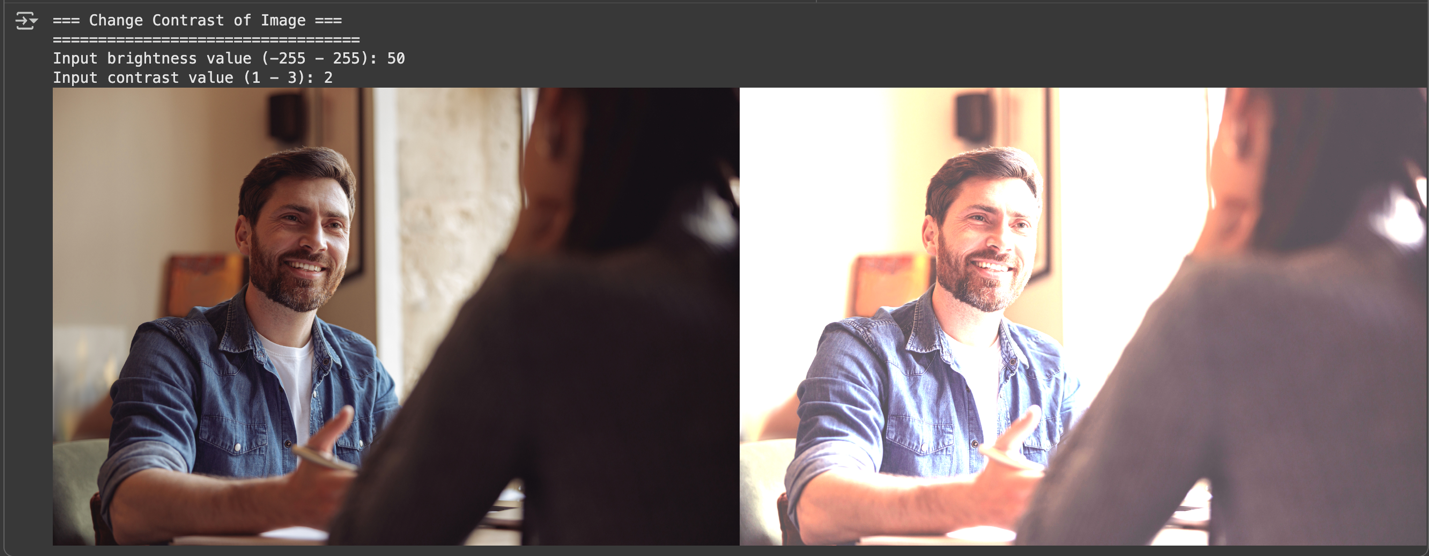 === Change Contrast of Image ===
==================================
Input brightness value (-255 - 255): 50
Input contrast value (1 - 3): 2